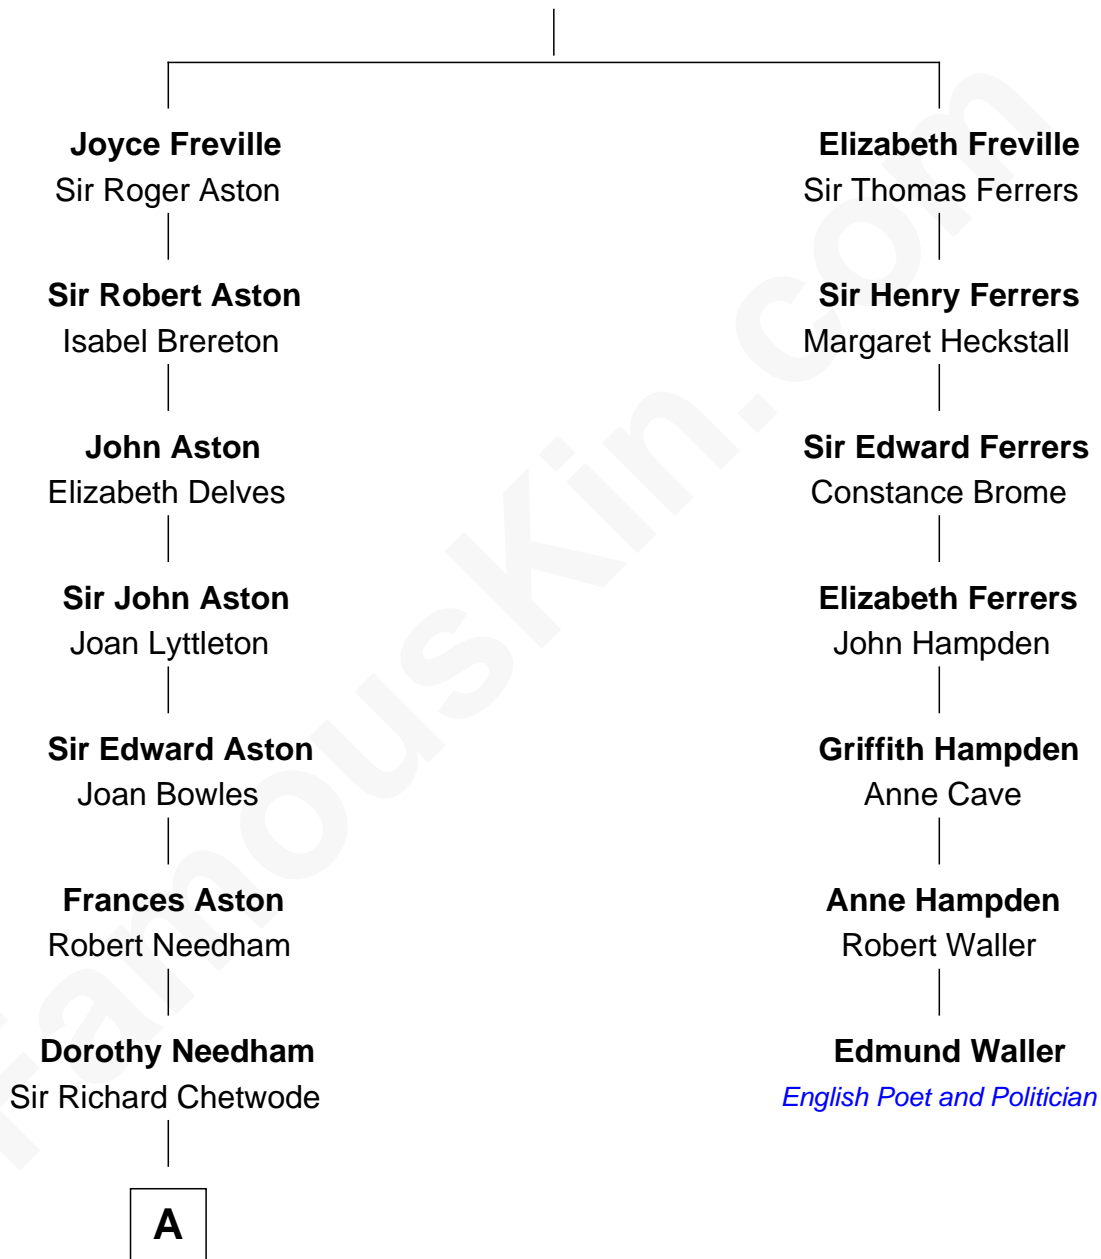 Joyce Freville
Sir Roger Aston
Sir Robert Aston
Isabel Brereton
John Aston
Elizabeth Delves
Sir John Aston
Joan Lyttleton
Sir Edward Aston
Joan Bowles
Frances Aston
Robert Needham
Dorothy Needham
Sir Richard Chetwode
A
Elizabeth Freville
Sir Thomas Ferrers
Sir Henry Ferrers
Margaret Heckstall
Sir Edward Ferrers
Constance Brome
Elizabeth Ferrers
John Hampden
Griffith Hampden
Anne Cave
Anne Hampden
Robert Waller
Edmund Waller
English Poet and Politician
FamousKin.com